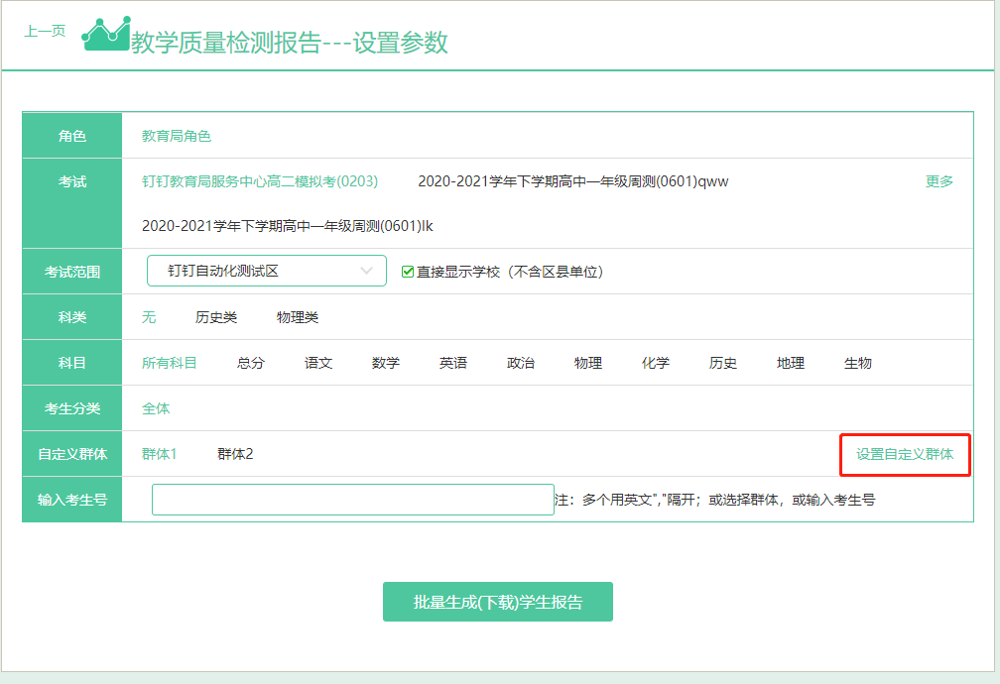 上一页
教学质量检测报告---设置参数
角色 教育局角色
考试 钉钉教育局服务中心高二模拟考(0203) 2020-2021学年下学期高中一年级周测(0601)qww 更多
2020-2021学年下学期高中一年级周测(0601)lk
考试范围 钉钉自动化测试区 直接显示学校（不含区县单位）
科类 无 历史类 物理类
科目 所有科目 总分 语文 数学 英语 政治 物理 化学 历史 地理 生物
考生分类 全体
自定义群体 群体1 群体2 设置自定义群体
输入考生号 注：多个用英文","隔开；或选择群体，或输入考生号
批量生成(下载)学生报告